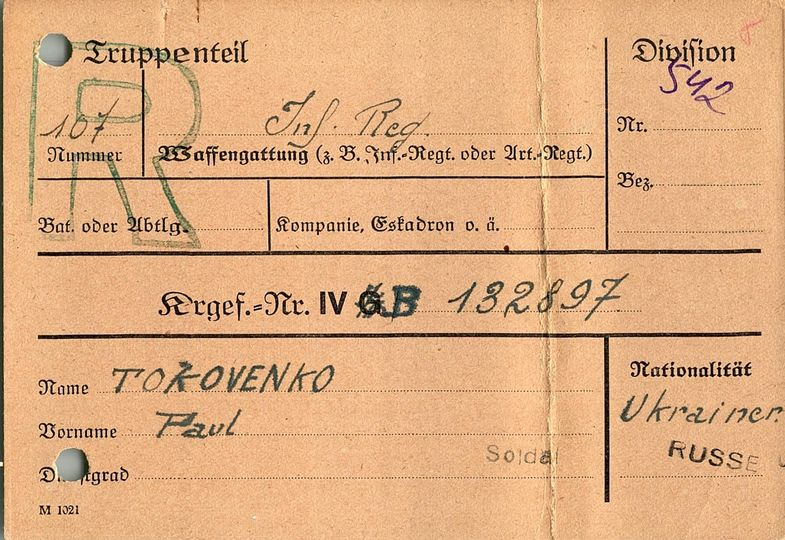 R
Truppenteil
Division
542
107
Inf. Reg.
Nr.
Nummer
Waffengattung (z. B. Inf.-Regt. oder Art.-Regt.)
Bez.
Bat. oder Abtlg.
Kompanie, Eskadron o. ä.
Krgef.-Nr. IV B 132897
Name TOKOVENKO
Nationalität
Ukrainer
Vorname Paul
Soldat
RUSSE
M 1021